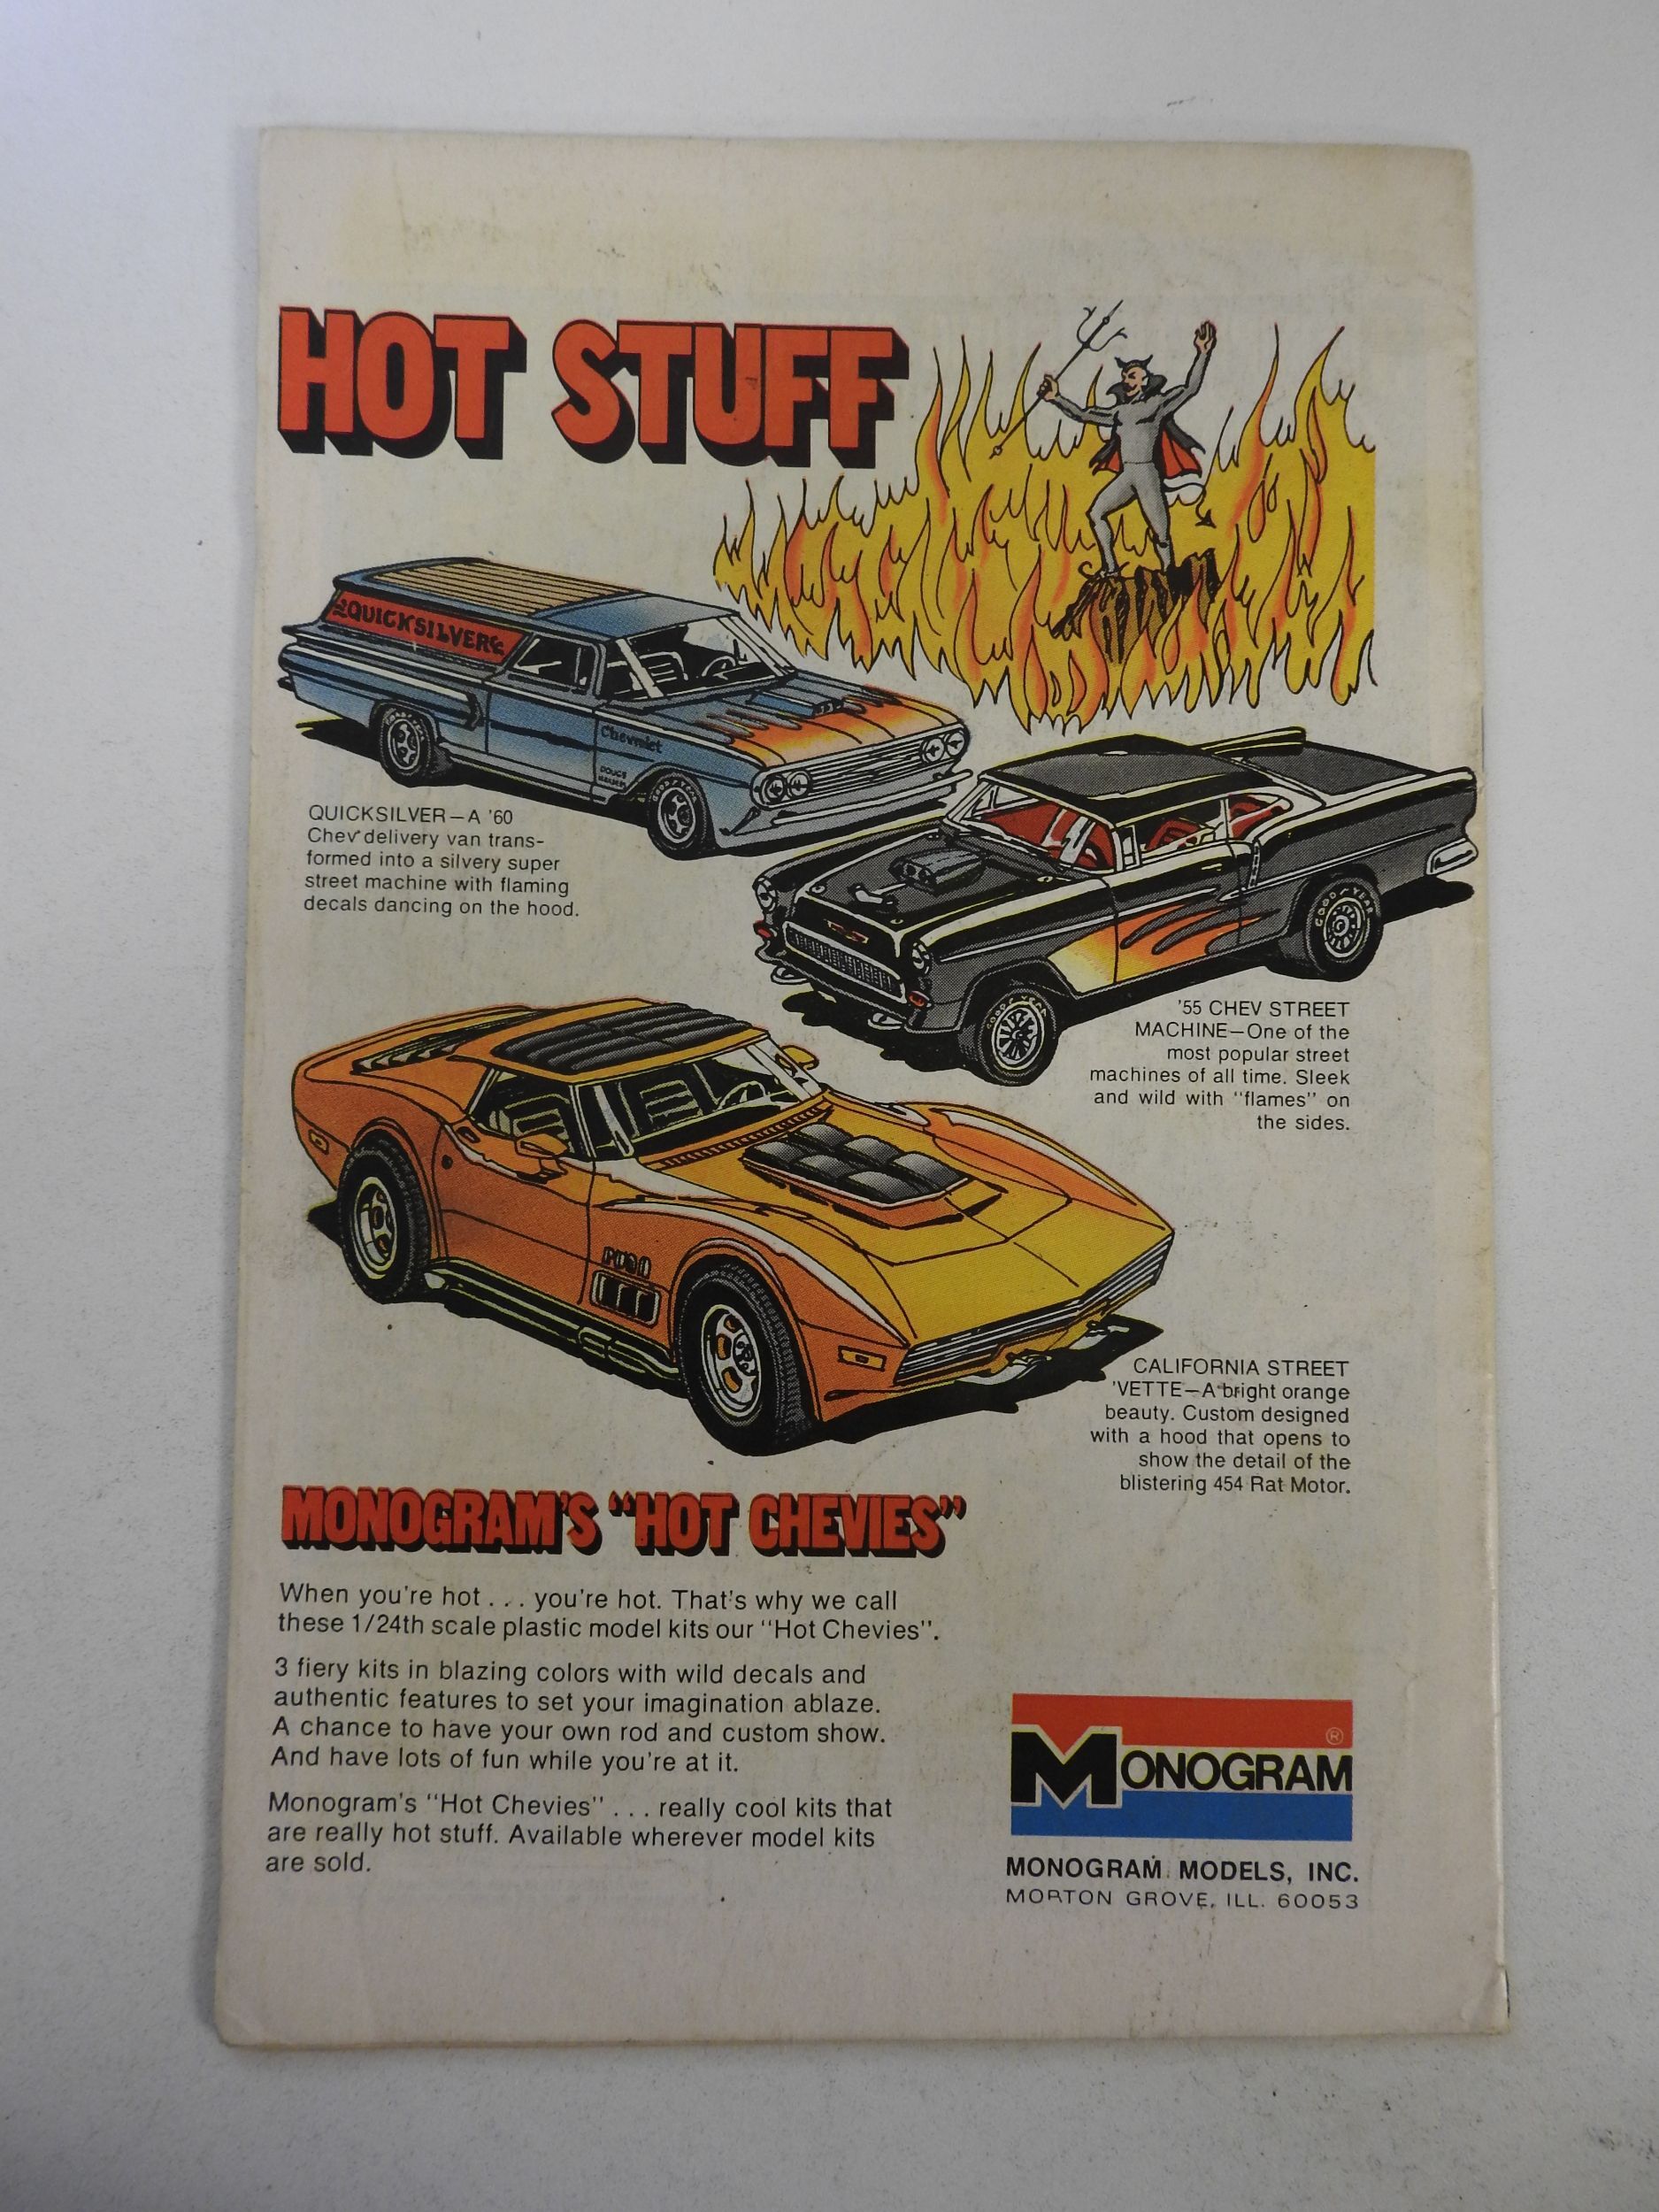 HOT STUFF
QUICKSILVER
Chevrolet
QUICKSILVER—A '60
Chev delivery van trans-
formed into a silvery super
street machine with flaming
decals dancing on the hood.
GOODYEAR
GOODYEAR
'55 CHEV STREET
MACHINE—One of the
most popular street
machines of all time. Sleek
and wild with "flames" on
the sides.
CALIFORNIA STREET
'VETTE—A bright orange
beauty. Custom designed
with a hood that opens to
show the detail of the
blistering 454 Rat Motor.
MONOGRAM'S "HOT CHEVIES"
When you're hot . . . you're hot. That's why we call
these 1/24th scale plastic model kits our "Hot Chevies".
3 fiery kits in blazing colors with wild decals and
authentic features to set your imagination ablaze.
A chance to have your own rod and custom show.
And have lots of fun while you're at it.
Monogram's "Hot Chevies" . . . really cool kits that
are really hot stuff. Available wherever model kits
are sold.
®
MONOGRAM
MONOGRAM MODELS, INC.
MORTON GROVE, ILL. 60053